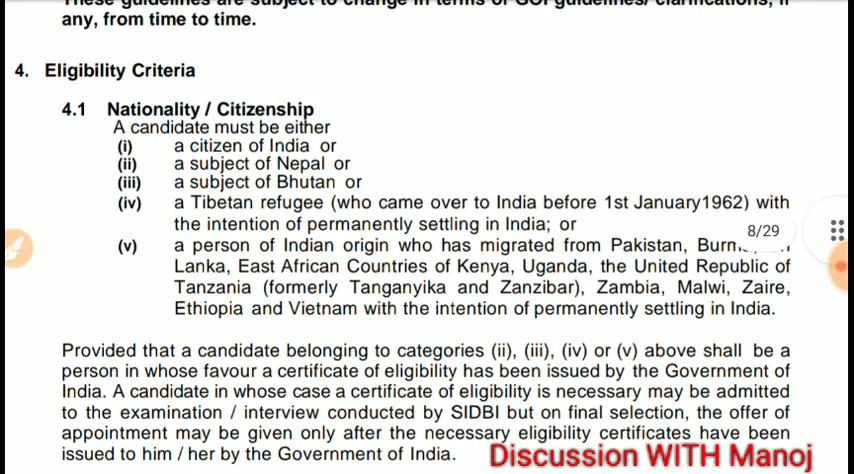 any, from time to time.
4. Eligibility Criteria
4.1 Nationality / Citizenship
A candidate must be either
(i) a citizen of India or
(ii) a subject of Nepal or
(iii) a subject of Bhutan or
(iv) a Tibetan refugee (who came over to India before 1st January1962) with
the intention of permanently settling in India; or
8/29
(v) a person of Indian origin who has migrated from Pakistan,
Lanka, East African Countries of Kenya, Uganda, the United Republic of
Tanzania (formerly Tanganyika and Zanzibar), Zambia, Malwi, Zaire,
Ethiopia and Vietnam with the intention of permanently settling in India.
Provided that a candidate belonging to categories (ii), (iii), (iv) or (v) above shall be a
person in whose favour a certificate of eligibility has been issued by the Government of
India. A candidate in whose case a certificate of eligibility is necessary may be admitted
to the examination / interview conducted by SIDBI but on final selection, the offer of
appointment may be given only after the necessary eligibility certificates have been
issued to him / her by the Government of India.
Discussion WITH Manoj